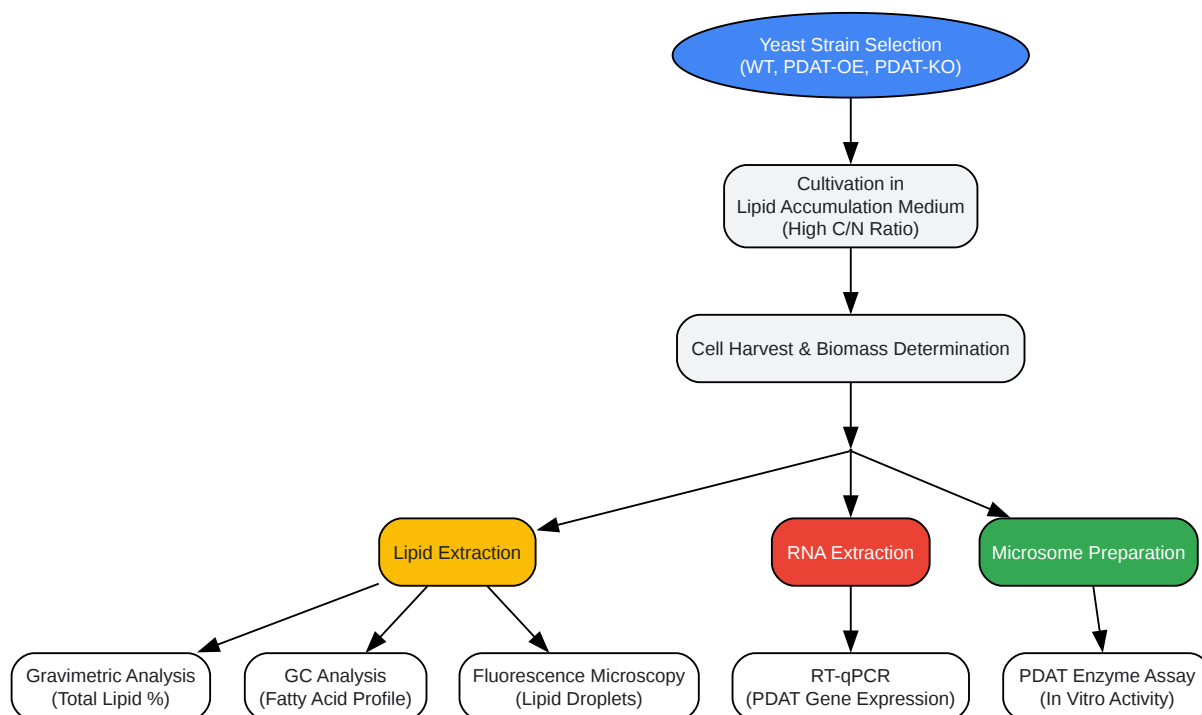 Yeast Strain Selection
(WT, PDAT-OE, PDAT-KO)
Cultivation in
Lipid Accumulation Medium
(High C/N Ratio)
Cell Harvest & Biomass Determination
Lipid Extraction
RNA Extraction
Microsome Preparation
Gravimetric Analysis
(Total Lipid %)
GC Analysis
(Fatty Acid Profile)
Fluorescence Microscopy
(Lipid Droplets)
RT-qPCR
(PDAT Gene Expression)
PDAT Enzyme Assay
(In Vitro Activity)